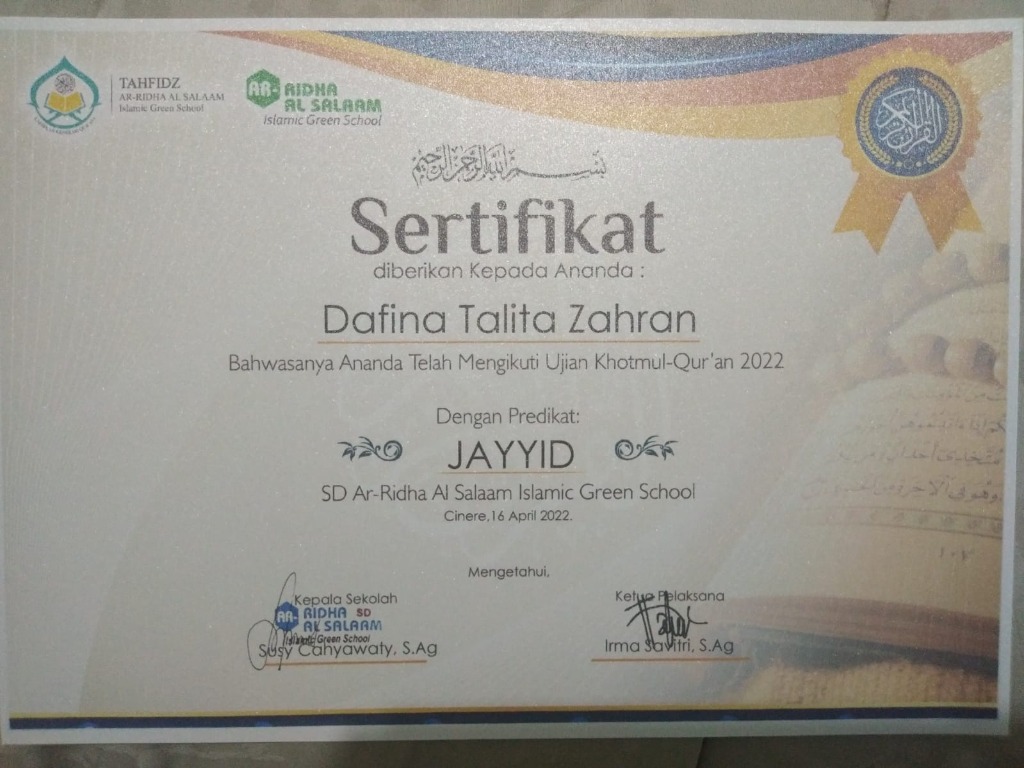 TAHFIDZ
AR-RIDHA AL SALAAM
Islamic Green School
AR-RIDHA
AL SALAAM
Islamic Green School
بسم الله الرحمن الرحيم
Sertifikat
diberikan Kepada Ananda :
Dafina Talita Zahran
Bahwasanya Ananda Telah Mengikuti Ujian Khotmul-Qur'an 2022
Dengan Predikat:
JAYYID
SD Ar-Ridha Al Salaam Islamic Green School
Cinere,16 April 2022.
Mengetahui,
Kepala Sekolah
AR-RIDHA SD
AL SALAAM
Islamic Green School
Susy Cahyawaty, S.Ag
Ketua Pelaksana
Irma Savitri, S.Ag